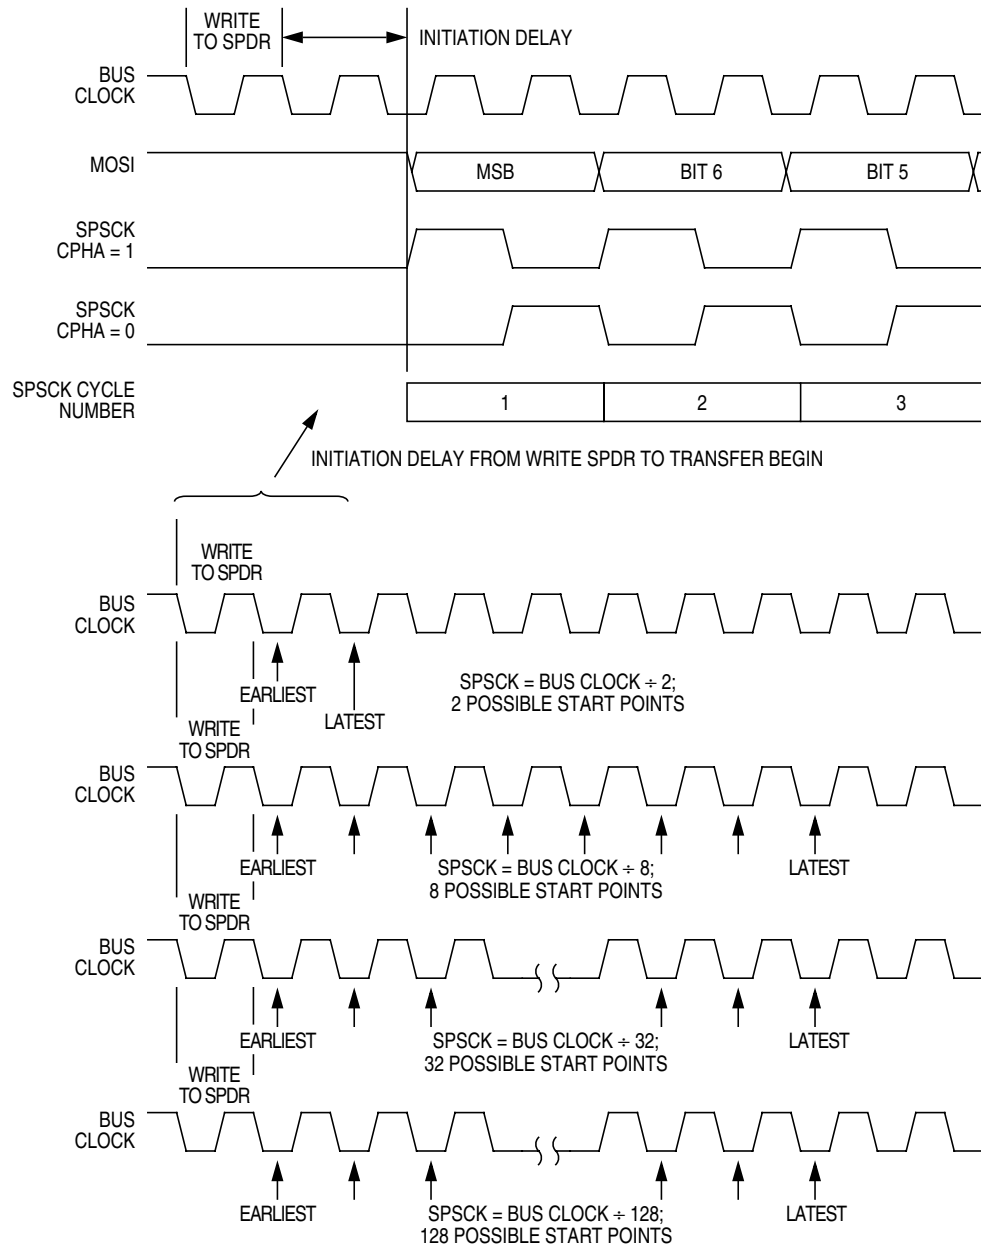 WRITE
TO SPDR
INITIATION DELAY
BUS
CLOCK
MOSI
MSB
BIT 6
BIT 5
SPSCK
CPHA = 1
SPSCK
CPHA = 0
SPSCK CYCLE
NUMBER
1
2
3
INITIATION DELAY FROM WRITE SPDR TO TRANSFER BEGIN
WRITE
TO SPDR
BUS
CLOCK
EARLIEST
LATEST
SPSCK = BUS CLOCK ÷ 2;
2 POSSIBLE START POINTS
WRITE
TO SPDR
BUS
CLOCK
EARLIEST
SPSCK = BUS CLOCK ÷ 8;
8 POSSIBLE START POINTS
LATEST
WRITE
TO SPDR
BUS
CLOCK
EARLIEST
SPSCK = BUS CLOCK ÷ 32;
32 POSSIBLE START POINTS
LATEST
WRITE
TO SPDR
BUS
CLOCK
EARLIEST
SPSCK = BUS CLOCK ÷ 128;
128 POSSIBLE START POINTS
LATEST